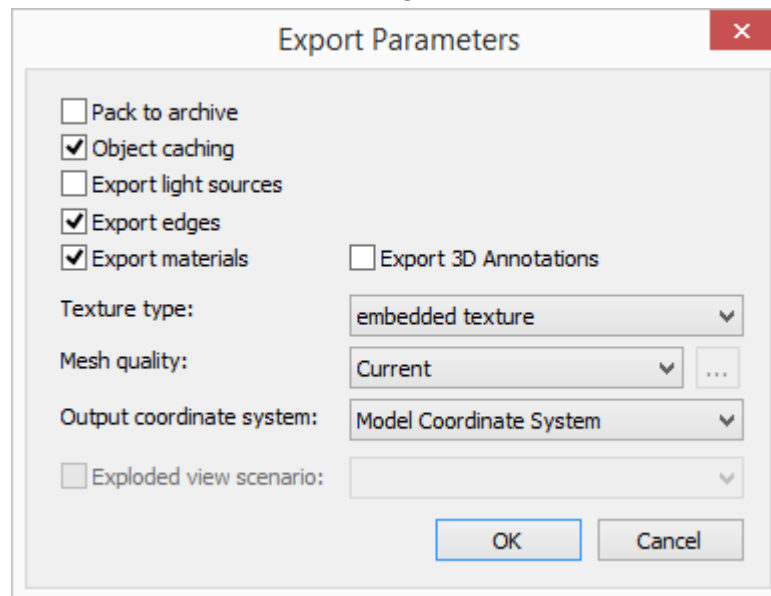 Export Parameters
Pack to archive
Object caching
Export light sources
Export edges
Export materials
Export 3D Annotations
Texture type:
embedded texture
Mesh quality:
Current
...
Output coordinate system:
Model Coordinate System
Exploded view scenario:
OK
Cancel